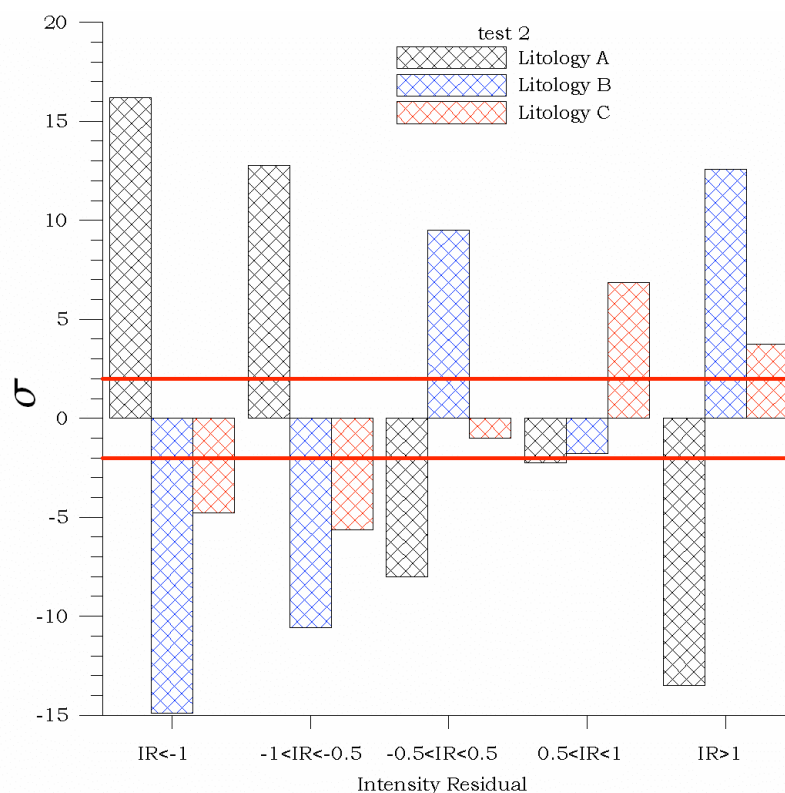 test 2
Litology A
Litology B
Litology C
20
15
10
5
0
-5
-10
-15
σ
IR<-1
-1<IR<-0.5
-0.5<IR<0.5
0.5<IR<1
IR>1
Intensity Residual